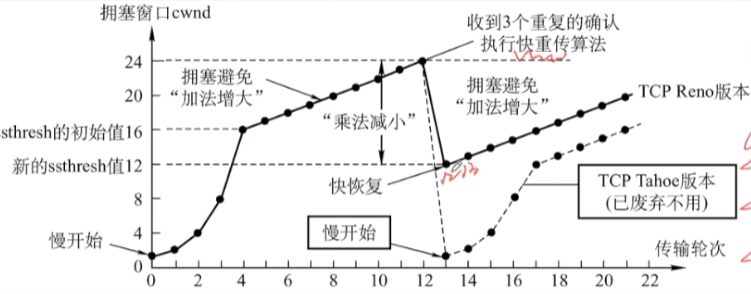 拥塞窗口cwnd
收到3个重复的确认
执行快重传算法
24
拥塞避免
“加法增大”
拥塞避免
“加法增大”
20
TCP Reno版本
ssthresh的初始值16
“乘法减小”
新的ssthresh值12
快恢复
TCP Tahoe版本
(已废弃不用)
8
慢开始
4
慢开始
传输轮次
0
0 2 4 6 8 10 12 14 16 18 20 22